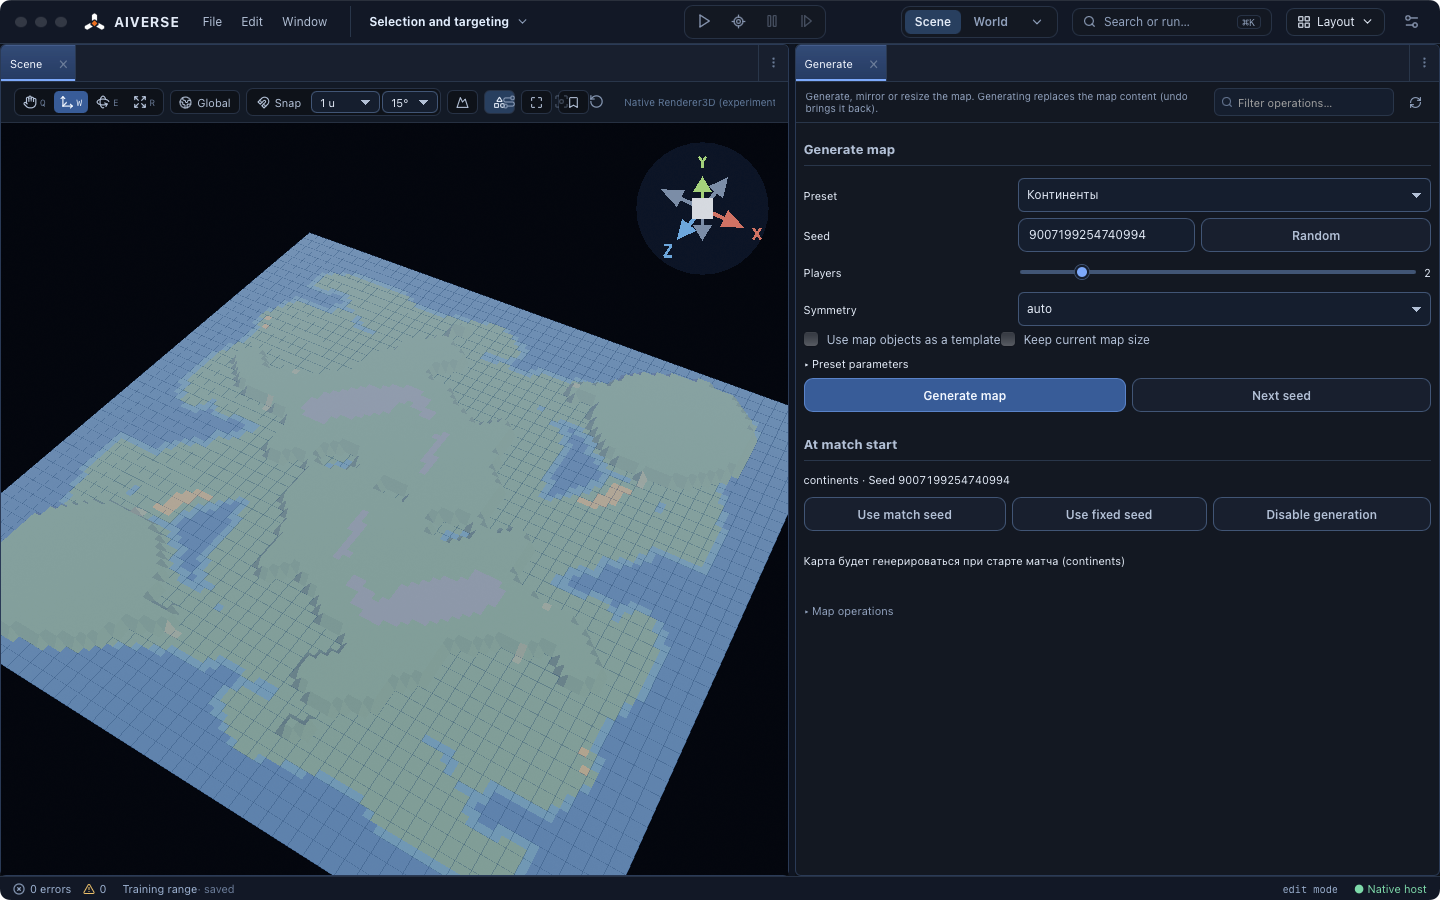 AIVERSE File Edit Window Selection and targeting Scene World Search or run... ⌘K Layout
Scene
Q W E R Global Snap 1 u 15° Native Renderer3D (experiment
Y
X
Z
Generate
Generate, mirror or resize the map. Generating replaces the map content (undo
brings it back).
Filter operations...
Generate map
Preset Континенты
Seed 9007199254740994 Random
Players 2
Symmetry auto
Use map objects as a template Keep current map size
Preset parameters
Generate map Next seed
At match start
continents · Seed 9007199254740994
Use match seed Use fixed seed Disable generation
Карта будет генерироваться при старте матча (continents)
Map operations
0 errors 0 Training range · saved edit mode Native host